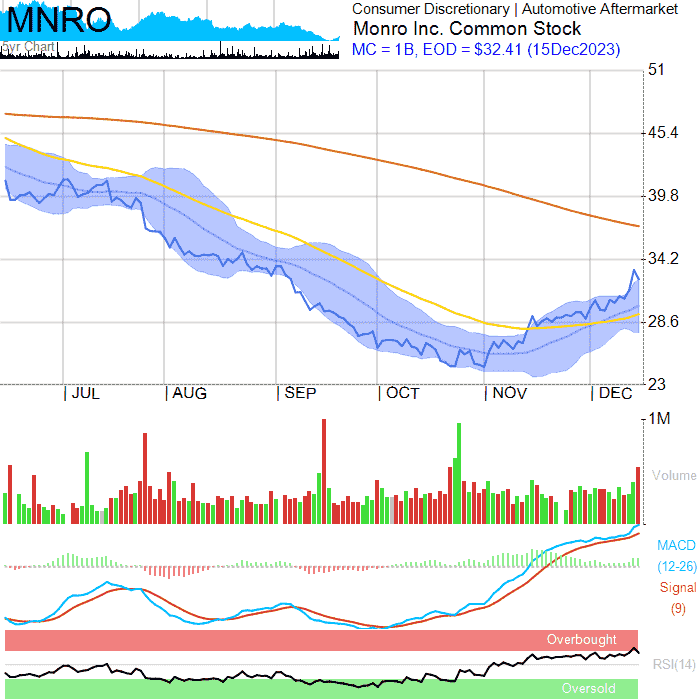 MNRO
5yr Chart
Consumer Discretionary | Automotive Aftermarket
Monro Inc. Common Stock
MC = 1B, EOD = $32.41 (15Dec2023)
51
45.4
39.8
34.2
28.6
23
| JUL | AUG | SEP | OCT | NOV | DEC
1M
Volume
MACD
(12-26)
Signal
(9)
Overbought
RSI(14)
Oversold